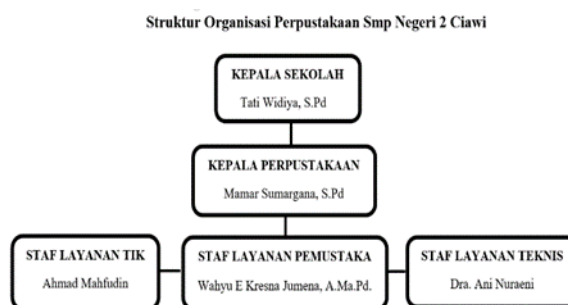 Struktur Organisasi Perpustakaan Smp Negeri 2 Ciawi
KEPALA SEKOLAH
Tati Widiya, S.Pd
KEPALA PERPUSTAKAAN
Mamar Sumargana, S.Pd
STAF LAYANAN TIK
Ahmad Mahfudin
STAF LAYANAN PEMUSTAKA
Wahyu E Kresna Jumena, A.Ma.Pd.
STAF LAYANAN TEKNIS
Dra. Ani Nuraeni